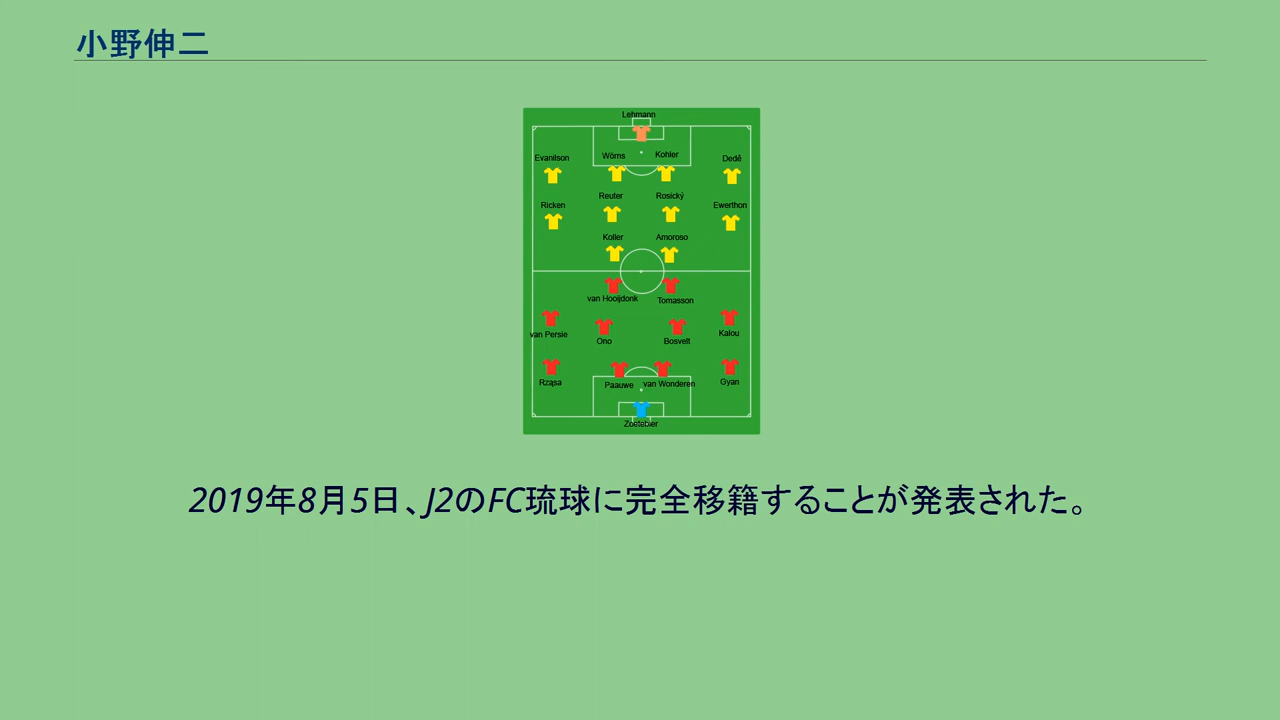 小野伸二
Lehmann
Evanilson Wörns Kohler Dedê
Ricken Reuter Rosický Ewerthon
Koller Amoroso
van Hooijdonk Tomasson
van Persie Ono Bosvelt Kalou
Rząsa Paauwe van Wonderen Gyan
Zoetebier
2019年8月5日、J2のFC琉球に完全移籍することが発表された。